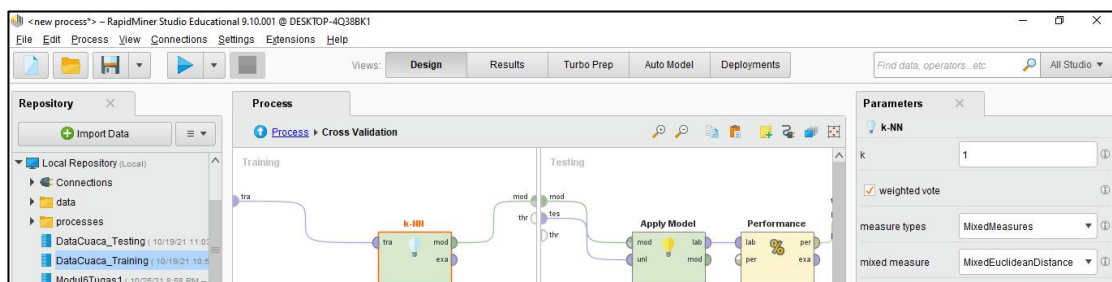 <new process*> – RapidMiner Studio Educational 9.10.001 @ DESKTOP-4Q38BK1
File Edit Process View Connections Settings Extensions Help
Views: Design Results Turbo Prep Auto Model Deployments Find data, operators...etc All Studio
Repository
Import Data
Local Repository (Local)
Connections
data
processes
DataCuaca_Testing ( 10/19/21 11:0
DataCuaca_Training ( 10/19/21 10:5
Modul6Tugas1 ( 10/25/21 8:58 PM –
Process
Process Cross Validation
Training
tra
k-NN
tra mod
exa
mod
thr
Testing
mod
tes
thr
Apply Model
mod lab
unl mod
Performance
lab per
per exa
Parameters
k-NN
k 1
weighted vote
measure types MixedMeasures
mixed measure MixedEuclideanDistance